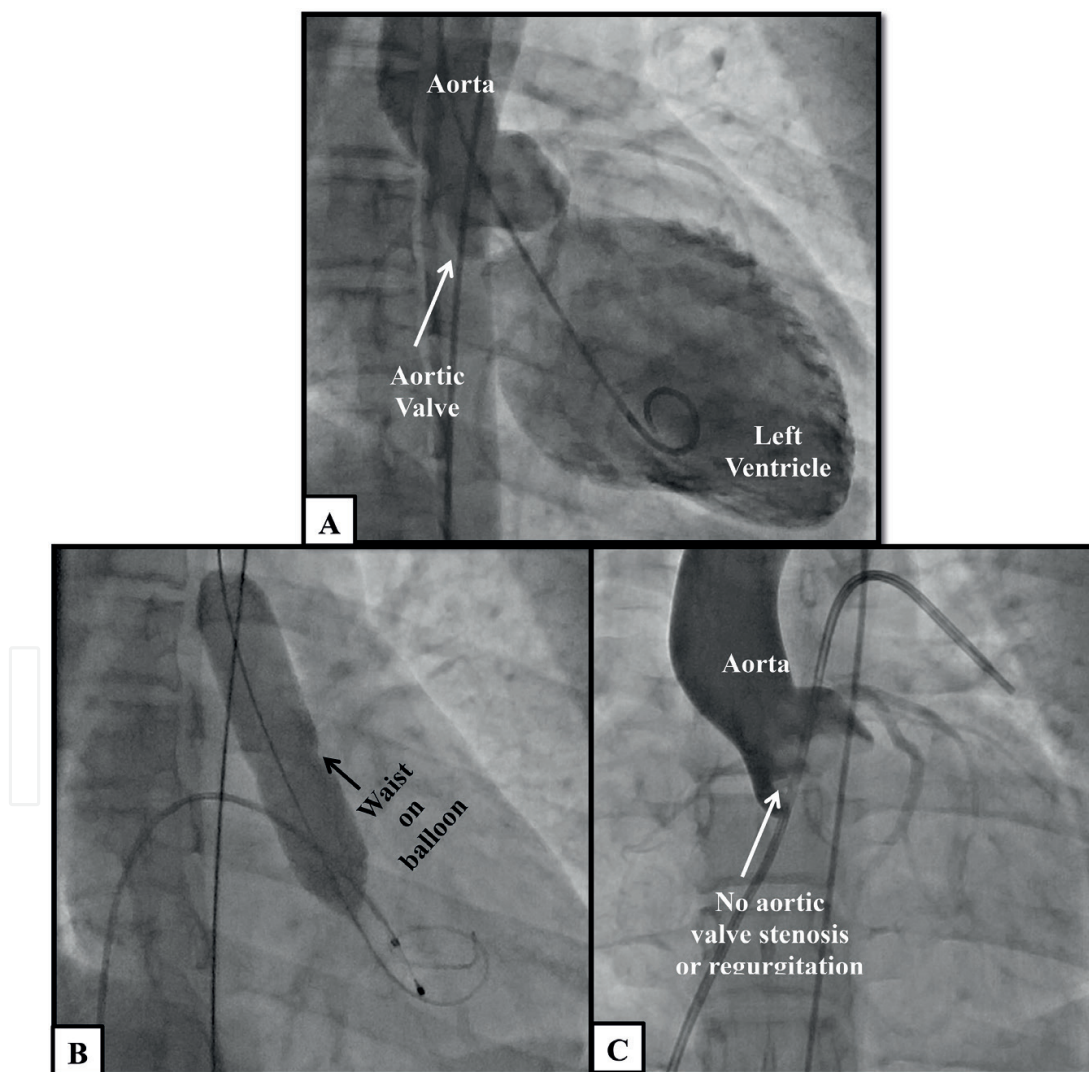 Aorta
Aortic
Valve
Left
Ventricle
A
Waist
on
balloon
B
Aorta
No aortic
valve stenosis
or regurgitation
C